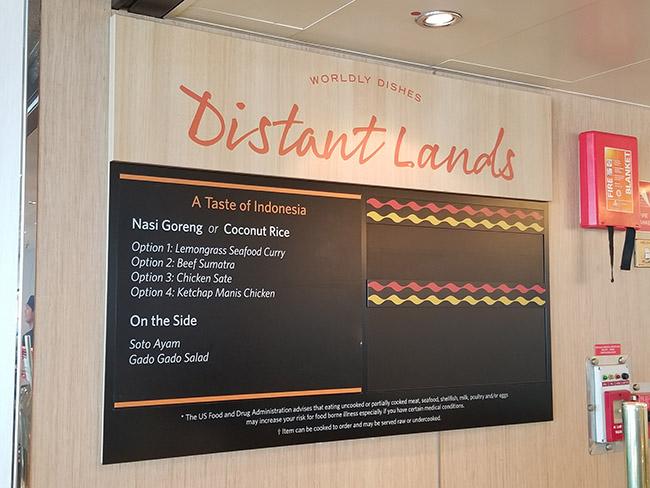 WORLDLY DISHES
Distant Lands
A Taste of Indonesia
Nasi Goreng or Coconut Rice
Option 1: Lemongrass Seafood Curry
Option 2: Beef Sumatra
Option 3: Chicken Sate
Option 4: Ketchap Manis Chicken
On the Side
Soto Ayam
Gado Gado Salad
* The US Food and Drug Administration advises that eating uncooked or partially cooked meat, seafood, shellfish, milk, poultry and/or eggs
may increase your risk for food borne illness especially if you have certain medical conditions.
† Item can be cooked to order and may be served raw or undercooked.
FIRE
BLANKET